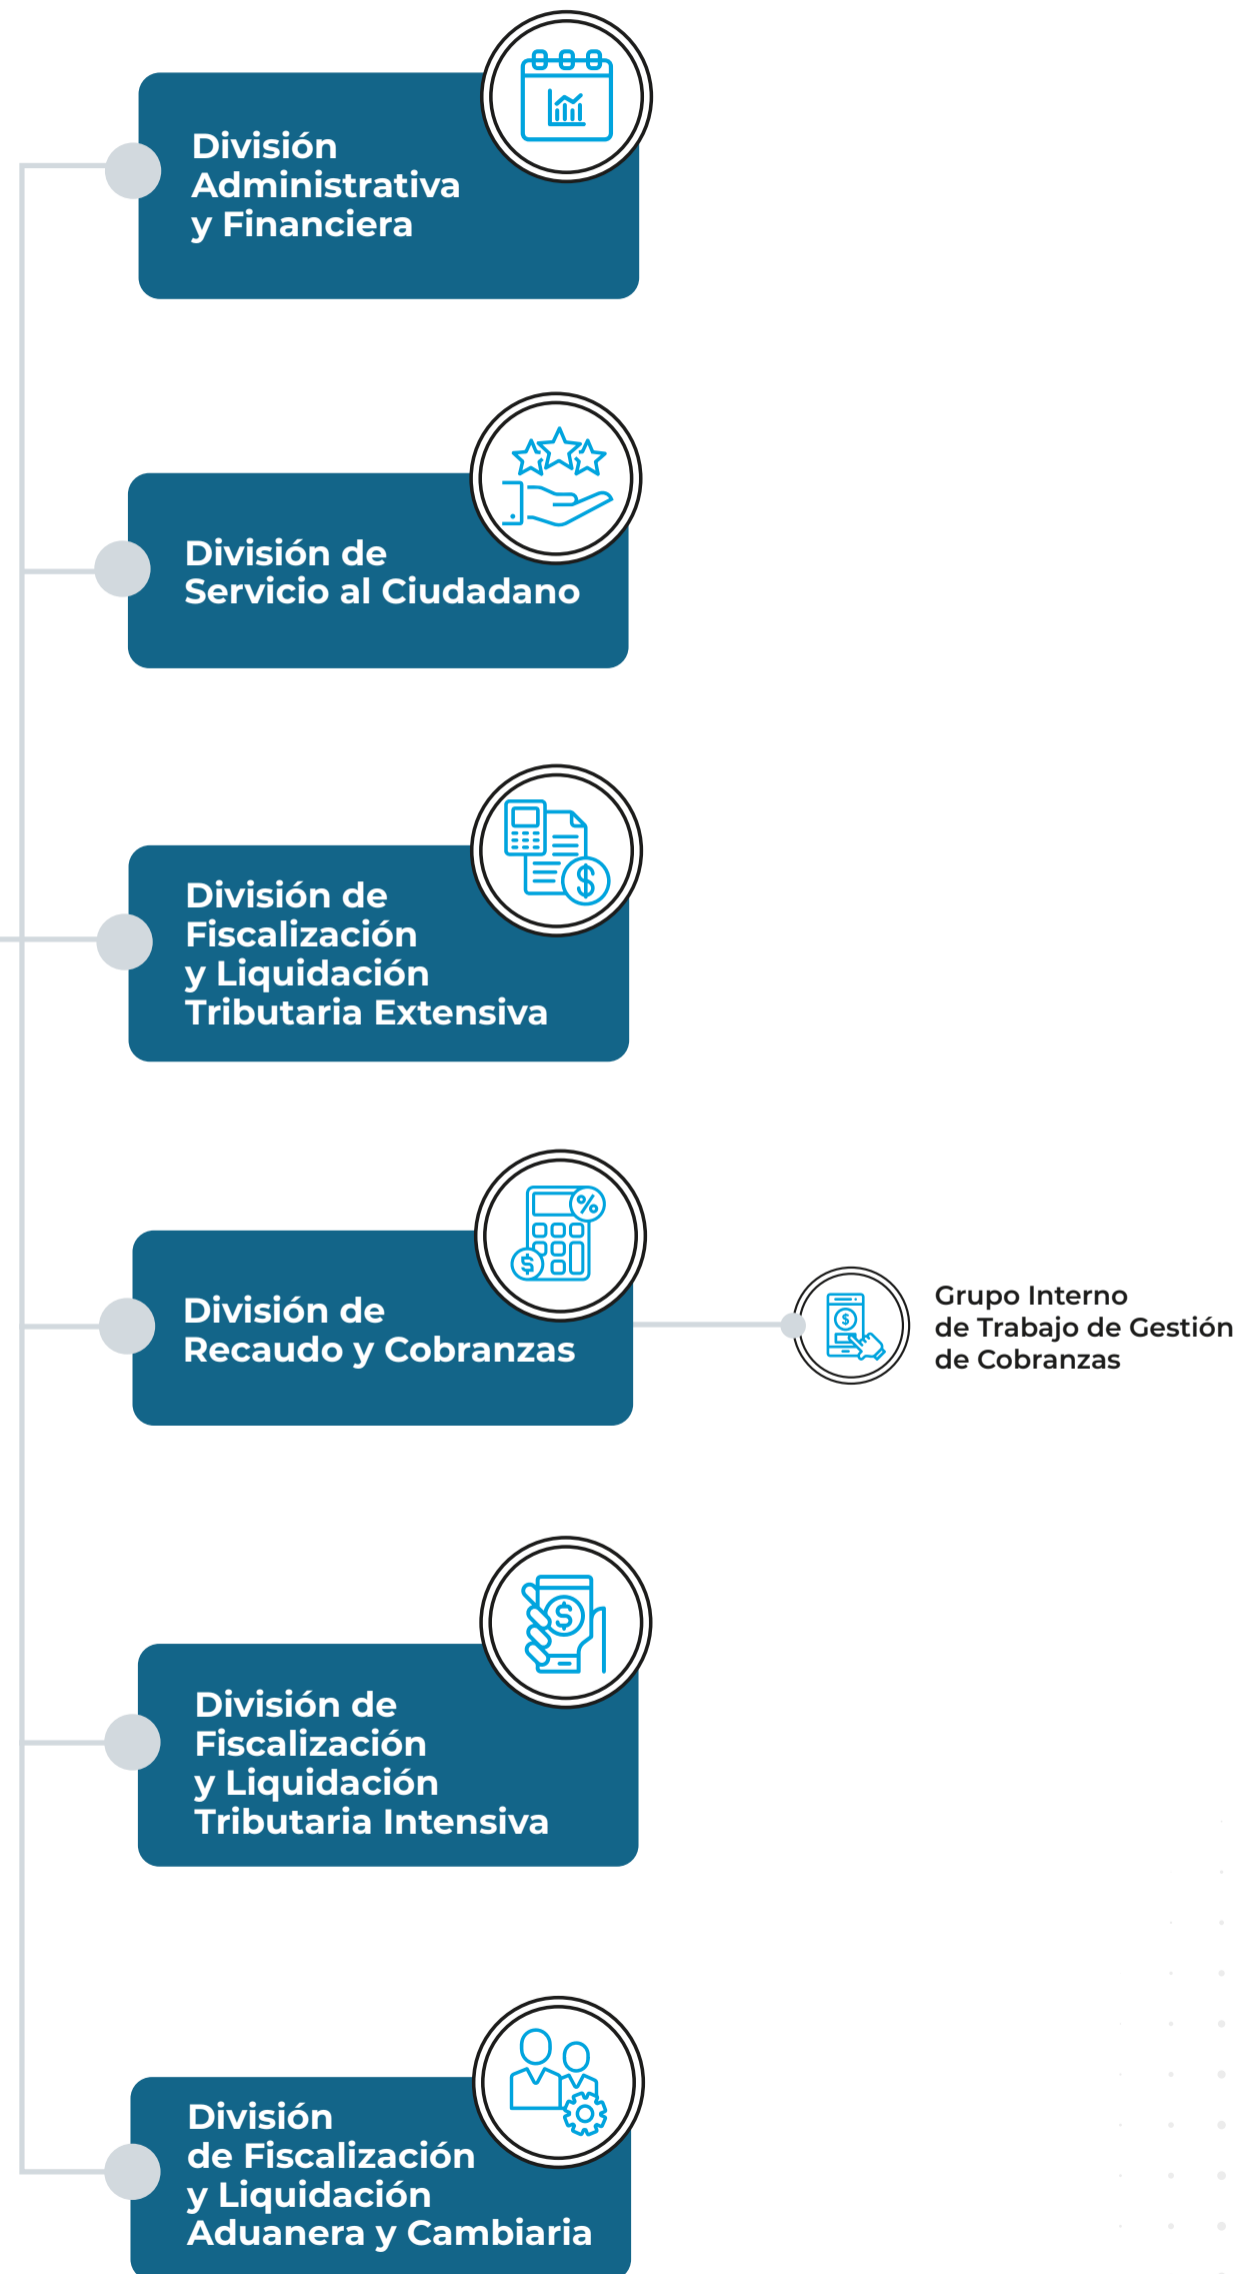 División
Administrativa
y Financiera
División de
Servicio al Ciudadano
División de
Fiscalización
y Liquidación
Tributaria Extensiva
División de
Recaudo y Cobranzas
Grupo Interno
de Trabajo de Gestión
de Cobranzas
División de
Fiscalización
y Liquidación
Tributaria Intensiva
División
de Fiscalización
y Liquidación
Aduanera y Cambiaria